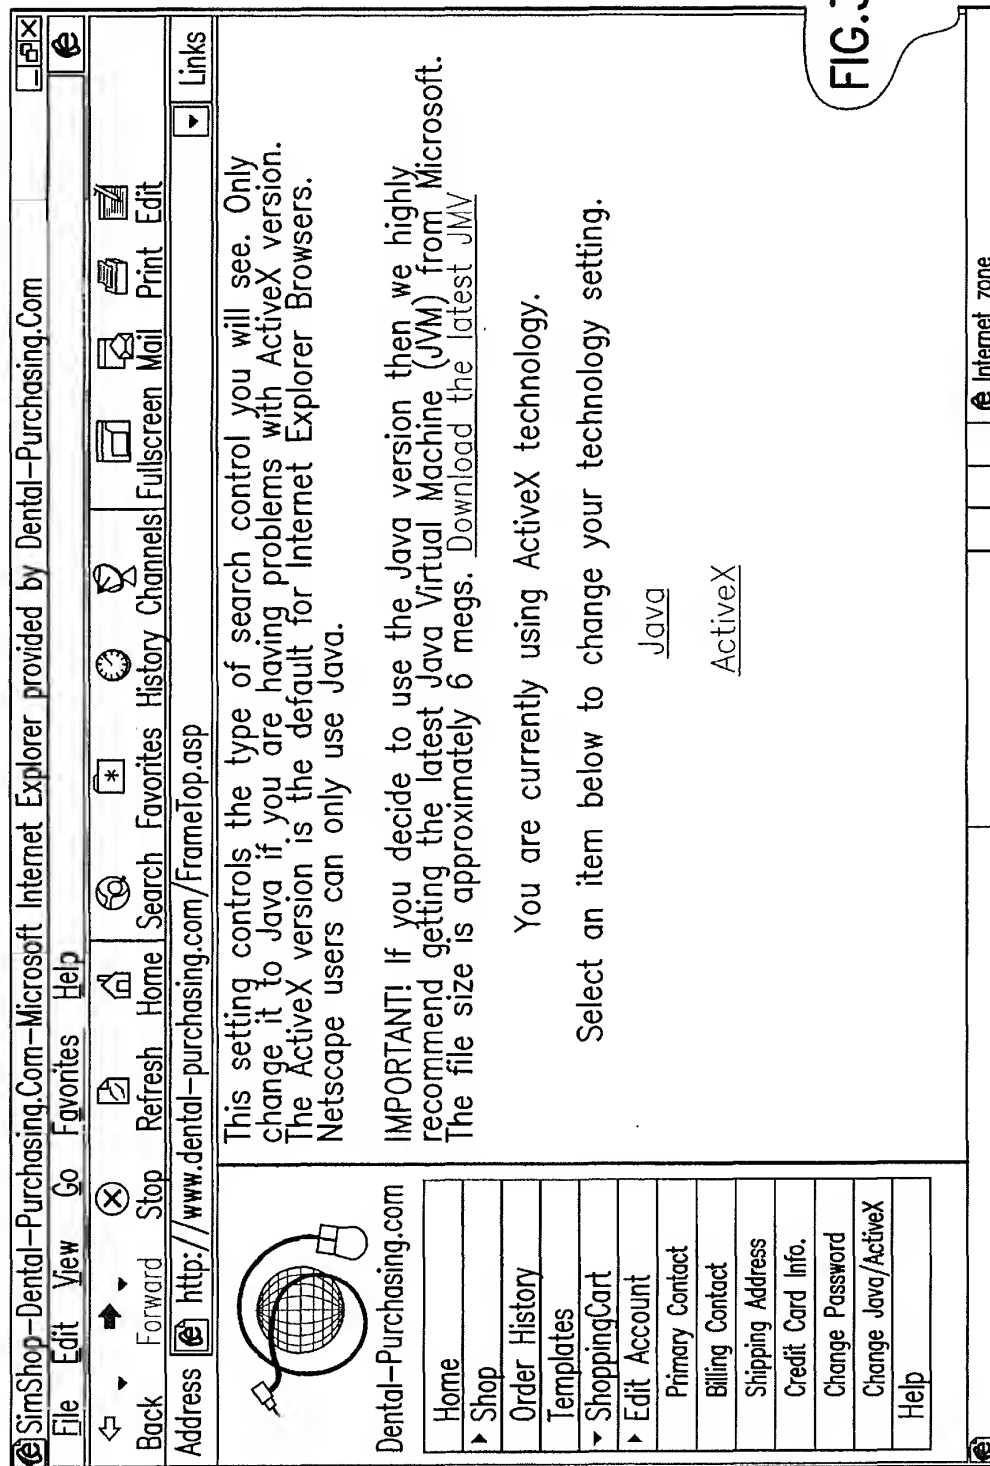 SimShop-Dental-Purchasing.Com-Microsoft Internet Explorer provided by Dental-Purchasing.Com
File Edit View Go Favorites Help
Back Forward Stop Refresh Home Search Favorites History Channels Fullscreen Mail Print Edit
Address http://www.dental-purchasing.com/FrameTop.asp Links
Dental-Purchasing.com
Home
Shop
Order History
Templates
ShoppingCart
Edit Account
Primary Contact
Billing Contact
Shipping Address
Credit Card Info.
Change Password
Change Java/ActiveX
Help
This setting controls the type of search control you will see. Only
change it to Java if you are having problems with ActiveX version.
The ActiveX version is the default for Internet Explorer Browsers.
Netscape users can only use Java.
IMPORTANT! If you decide to use the Java version then we highly
recommend getting the latest Java Virtual Machine (JVM) from Microsoft.
The file size is approximately 6 megs. Download the latest JMV
You are currently using ActiveX technology.
Select an item below to change your technology setting.
Java
ActiveX
Internet zone
FIG.